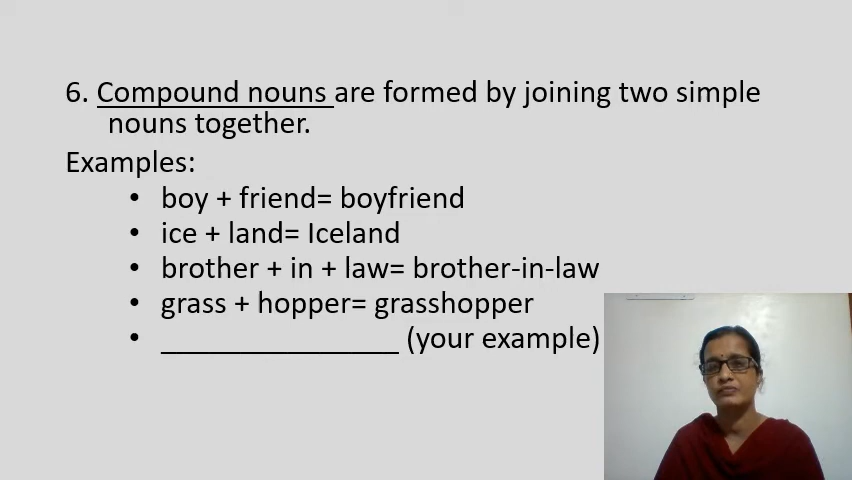 6. Compound nouns are formed by joining two simple
nouns together.
Examples:
• boy + friend= boyfriend
• ice + land= Iceland
• brother + in + law= brother-in-law
• grass + hopper= grasshopper
• _________________ (your example)